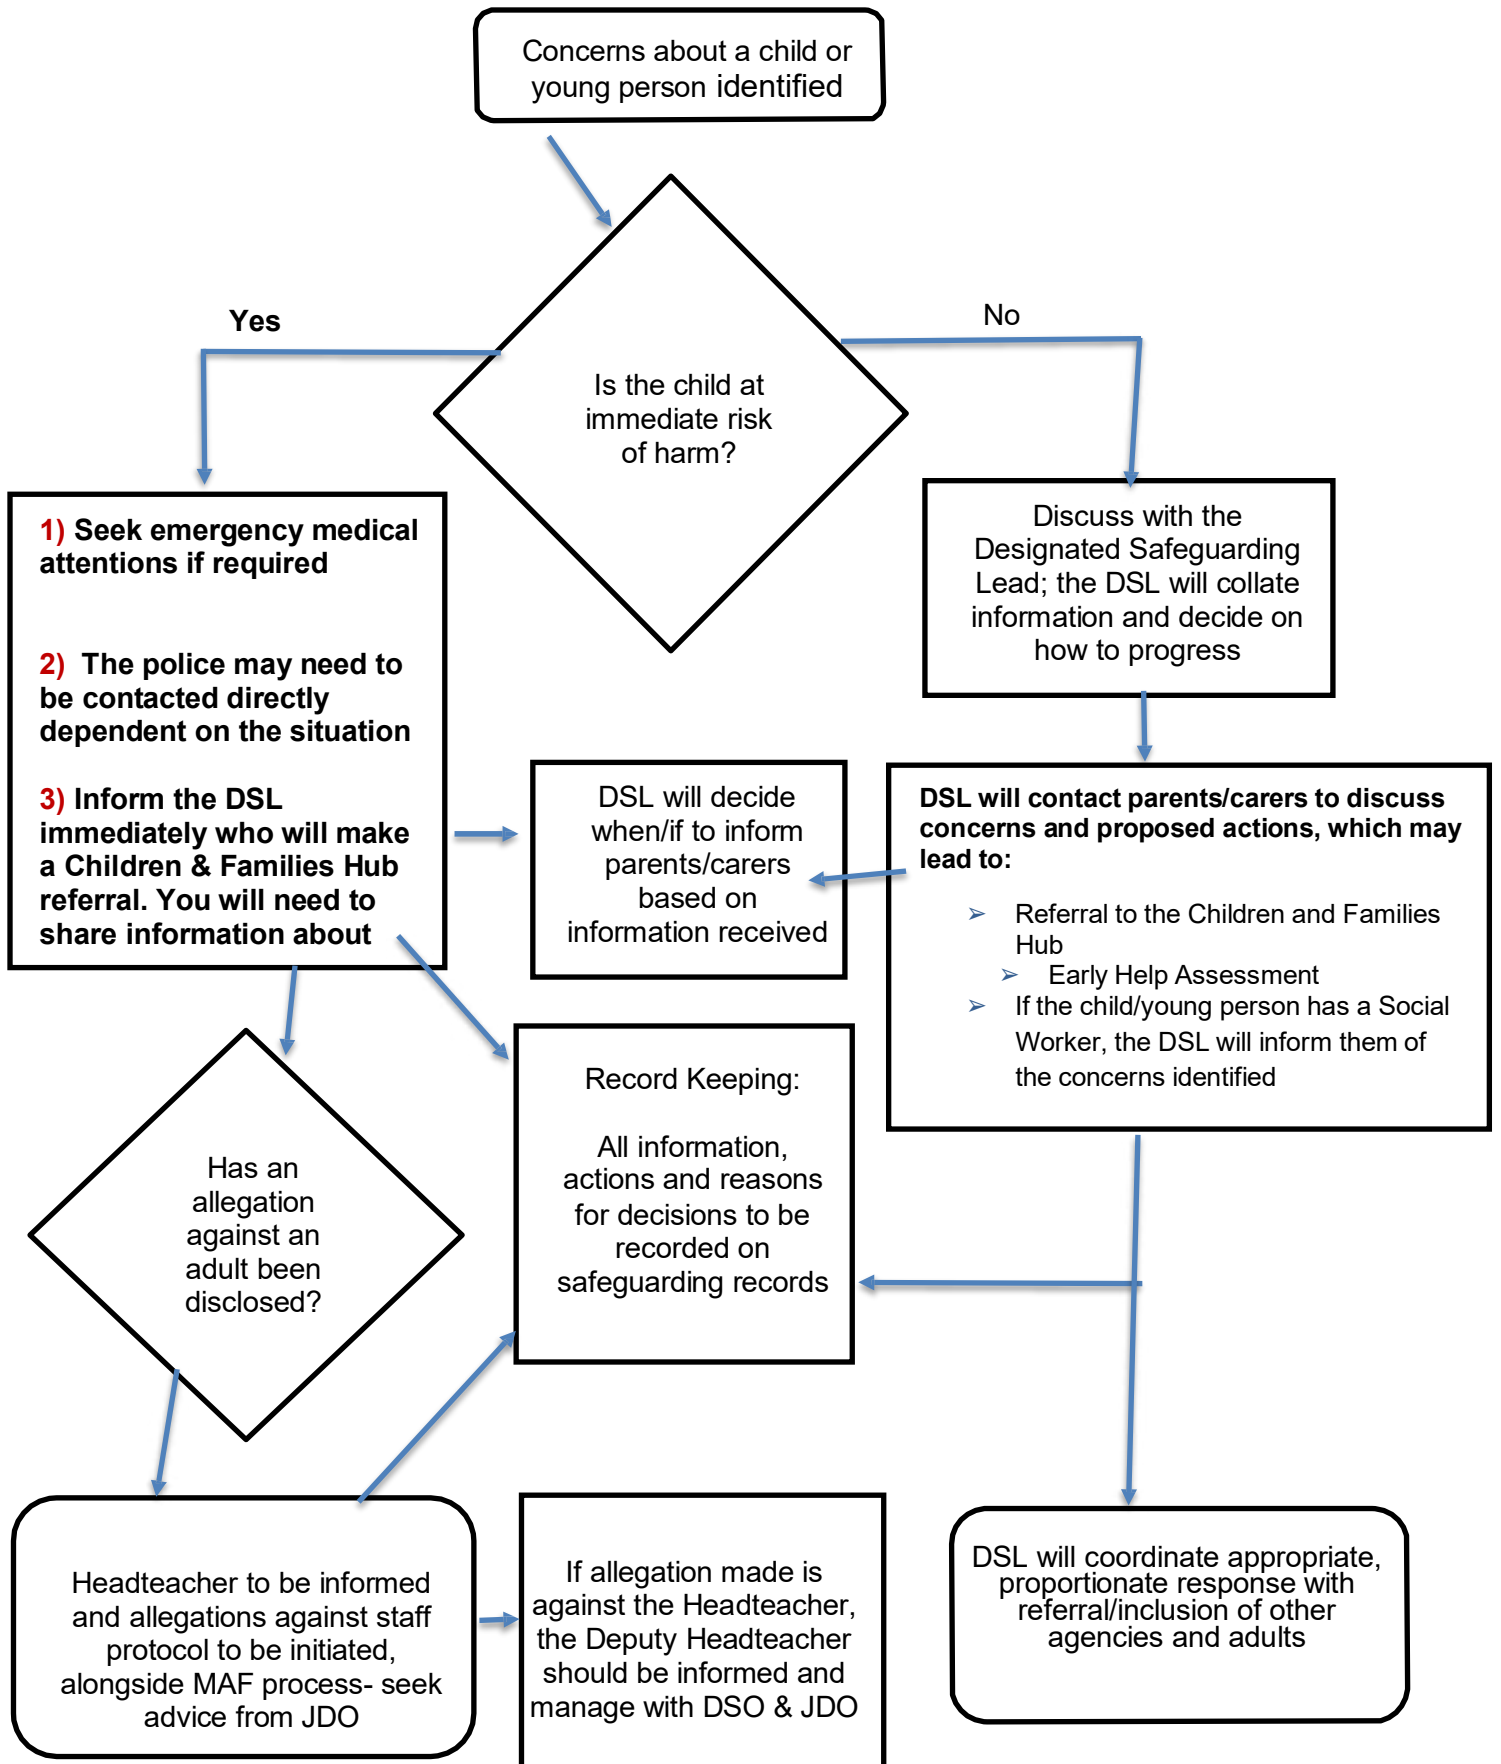 Concerns about a child or
young person identified
Yes
No
Is the child at
immediate risk
of harm?
1) Seek emergency medical
attentions if required
2) The police may need to
be contacted directly
dependent on the situation
3) Inform the DSL
immediately who will make
a Children & Families Hub
referral. You will need to
share information about
Discuss with the
Designated Safeguarding
Lead; the DSL will collate
information and decide on
how to progress
DSL will decide
when/if to inform
parents/carers
based on
information received
DSL will contact parents/carers to discuss
concerns and proposed actions, which may
lead to:
➢ Referral to the Children and Families
Hub
➢ Early Help Assessment
➢ If the child/young person has a Social
Worker, the DSL will inform them of
the concerns identified
Has an
allegation
against an
adult been
disclosed?
Record Keeping:
All information,
actions and reasons
for decisions to be
recorded on
safeguarding records
Headteacher to be informed
and allegations against staff
protocol to be initiated,
alongside MAF process- seek
advice from JDO
If allegation made is
against the Headteacher,
the Deputy Headteacher
should be informed and
manage with DSO & JDO
DSL will coordinate appropriate,
proportionate response with
referral/inclusion of other
agencies and adults